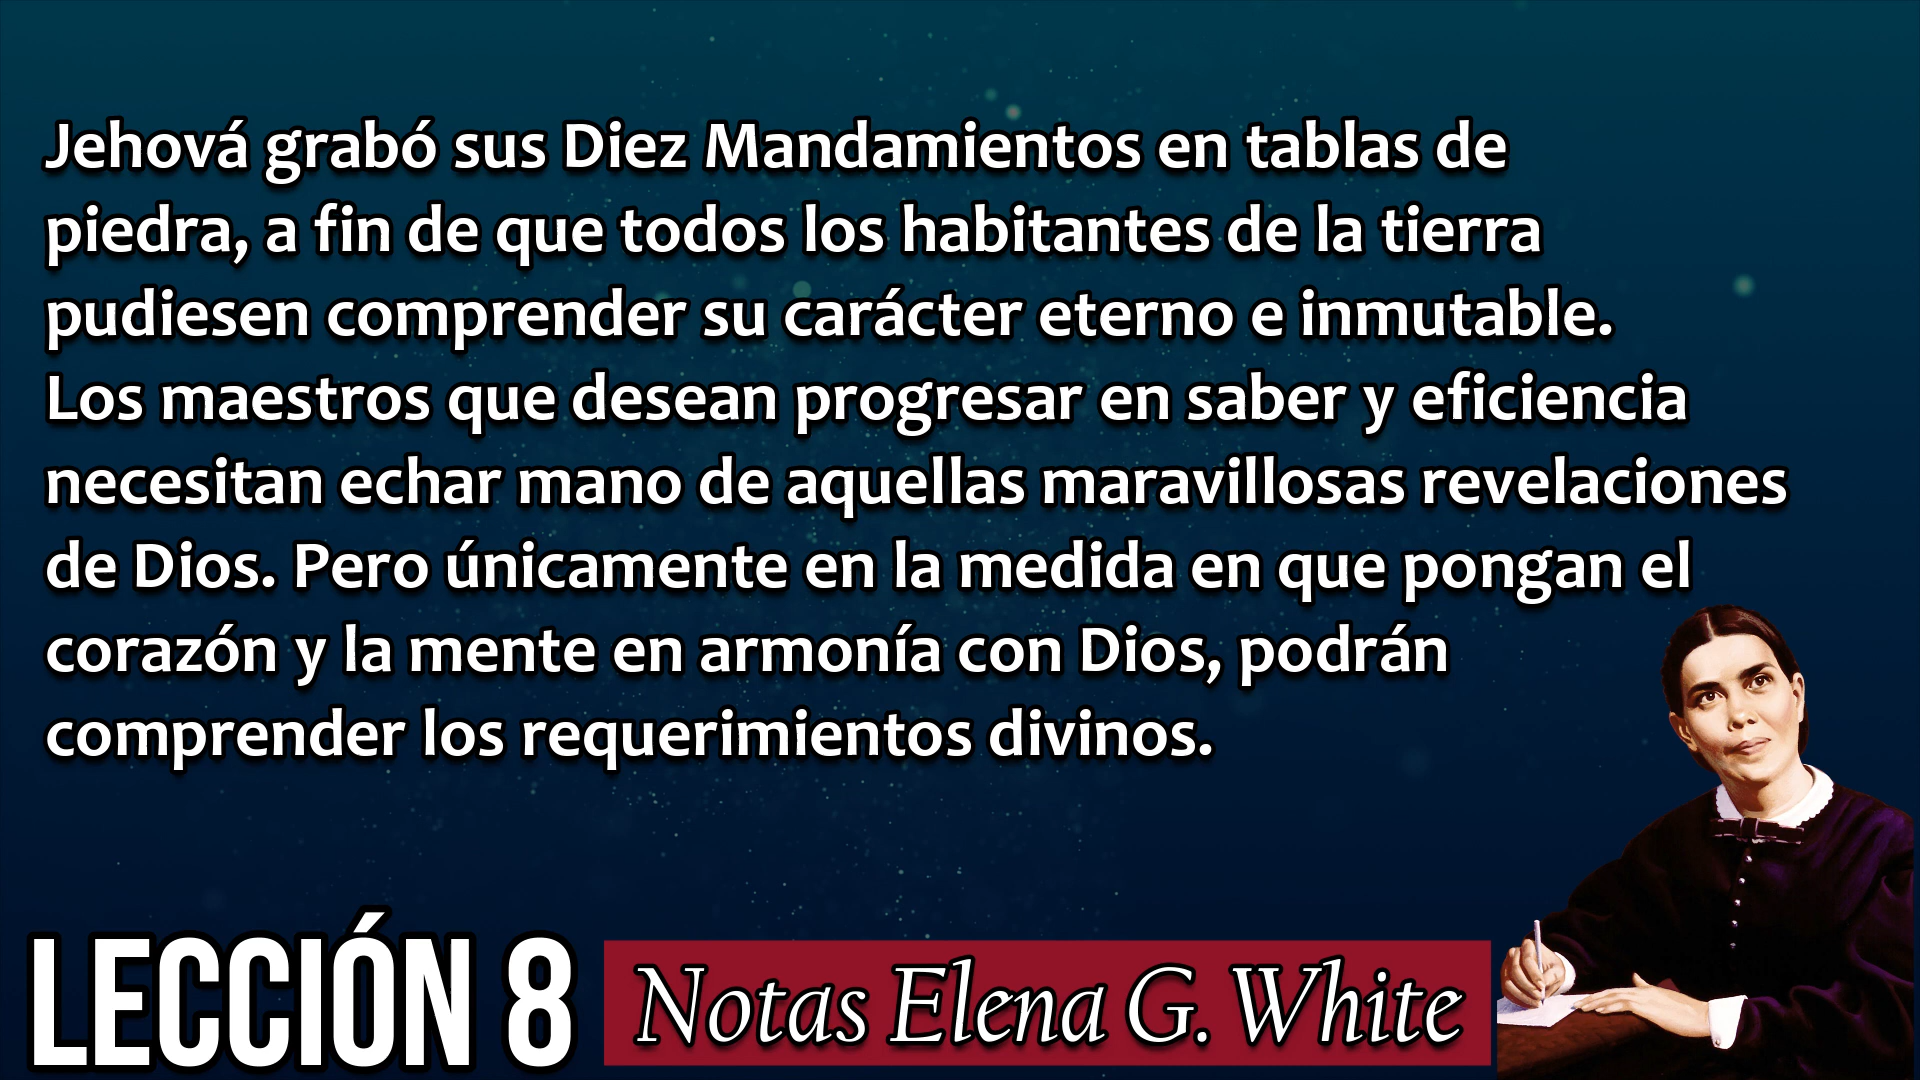 Jehová grabó sus Diez Mandamientos en tablas de
piedra, a fin de que todos los habitantes de la tierra
pudiesen comprender su carácter eterno e inmutable.
Los maestros que desean progresar en saber y eficiencia
necesitan echar mano de aquellas maravillosas revelaciones
de Dios. Pero únicamente en la medida en que pongan el
corazón y la mente en armonía con Dios, podrán
comprender los requerimientos divinos.
LECCIÓN 8 Notas Elena G. White